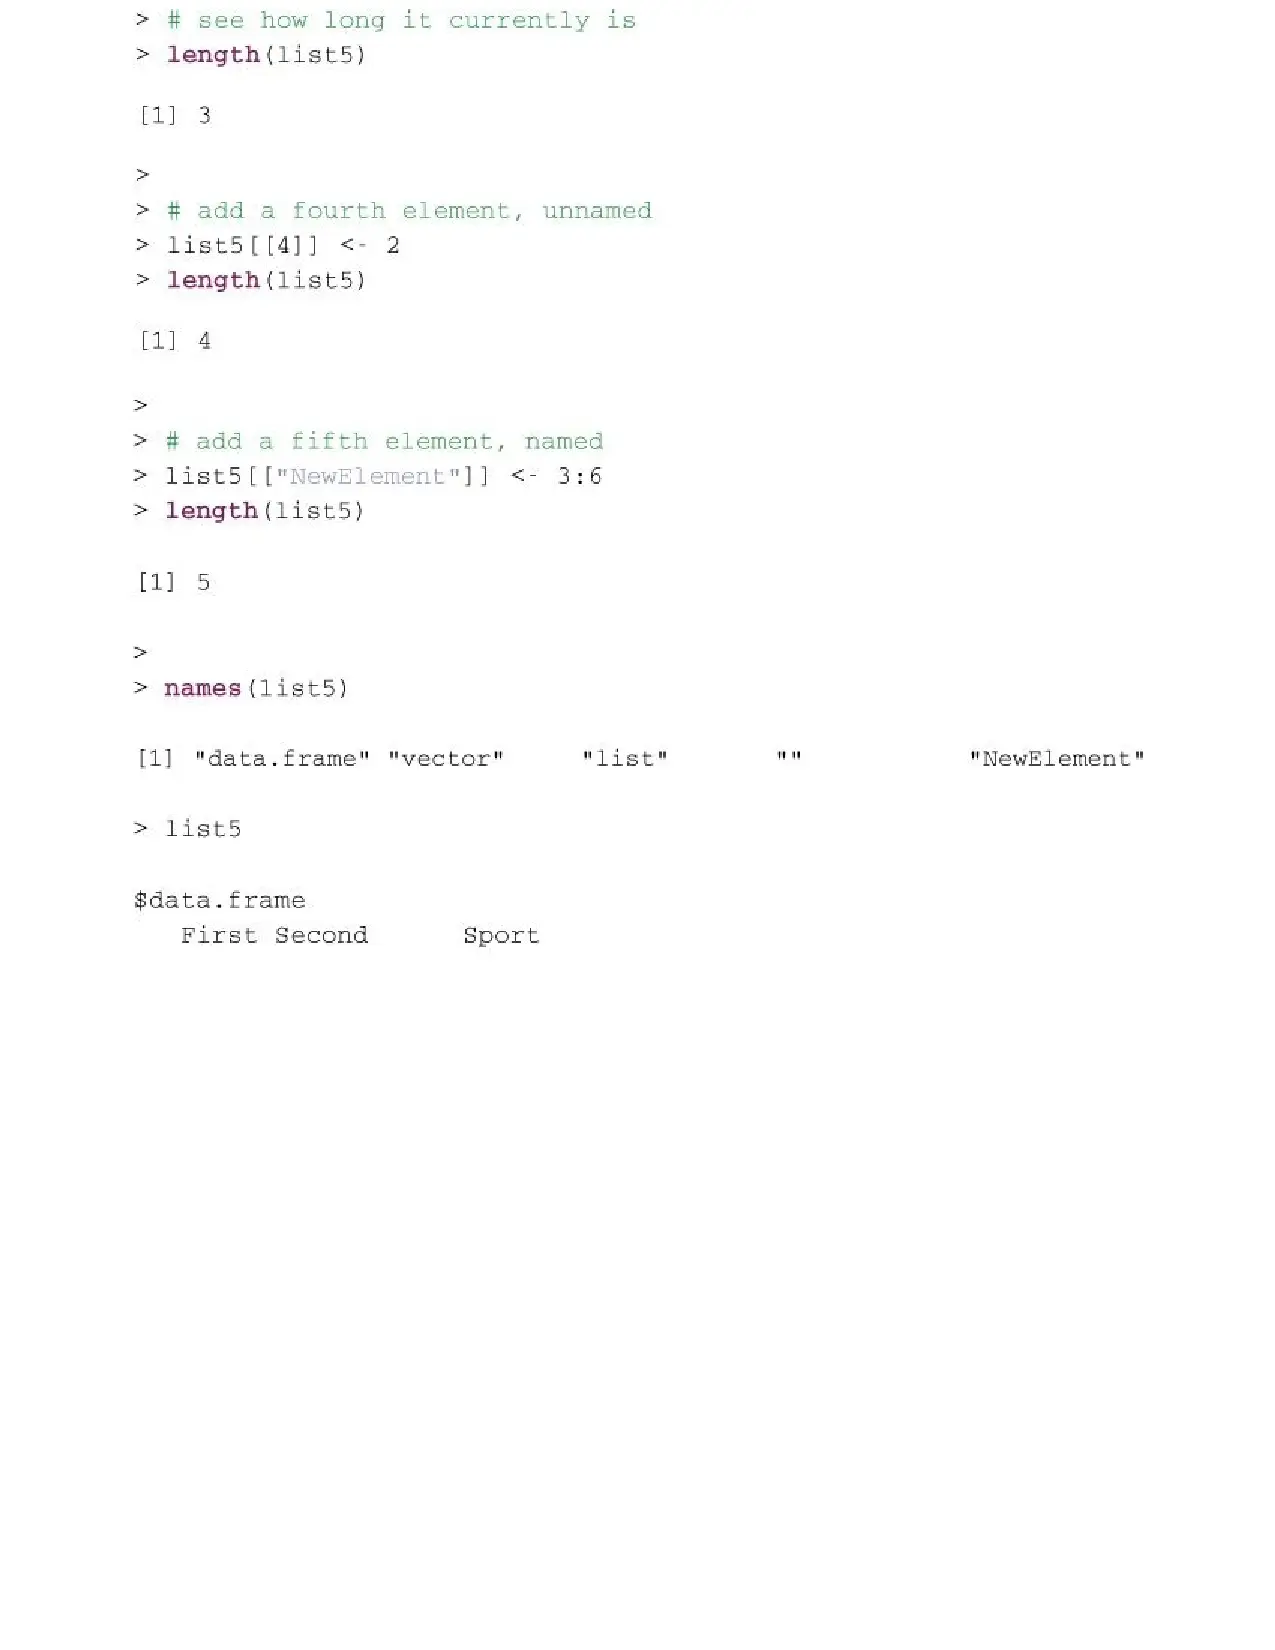 > # see how long it currently is
> length(list5)
[1] 3
>
> # add a fourth element, unnamed
> list5[[4]] <- 2
> length(list5)
[1] 4
>
> # add a fifth element, named
> list5[["NewElement"]] <- 3:6
> length(list5)
[1] 5
>
> names(list5)
[1] "data.frame" "vector"     "list"       ""           "NewElement"
> list5
$data.frame
   First Second      Sport